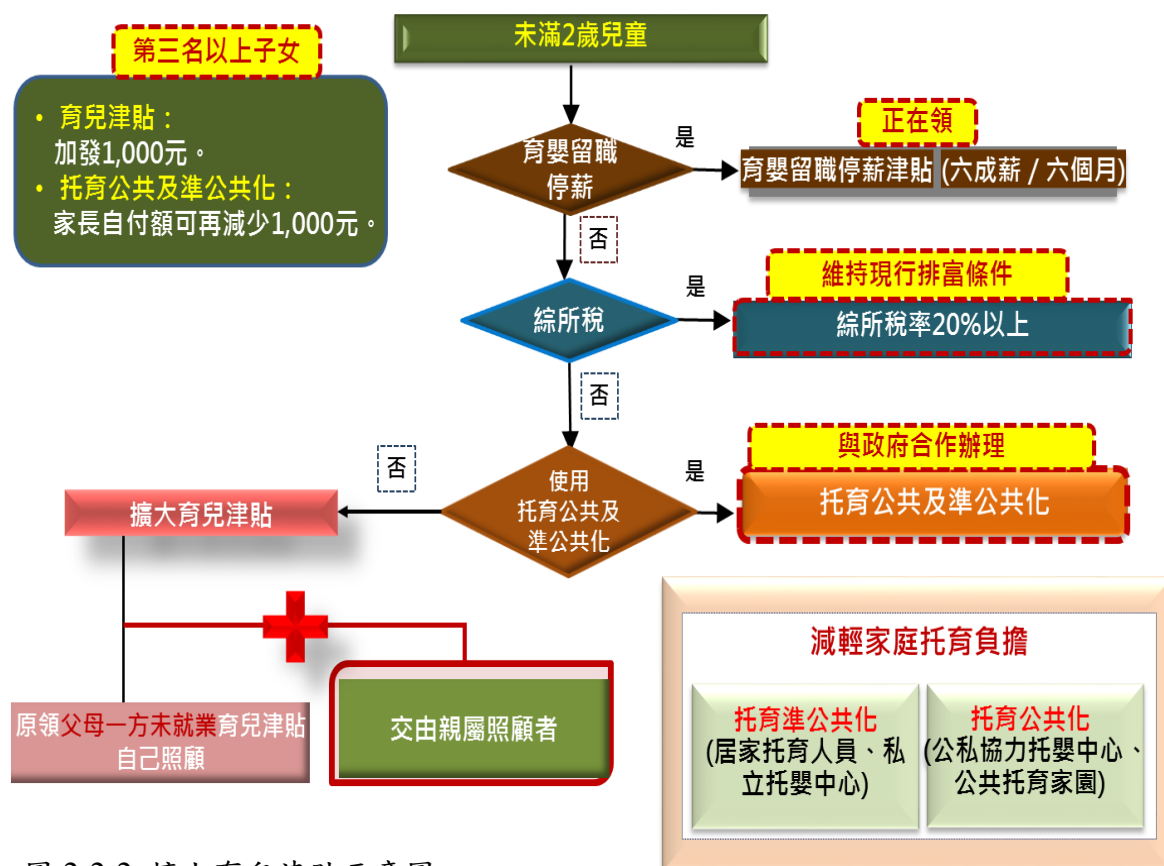 第三名以上子女
• 育兒津貼：
加發1,000元。
• 托育公共及準公共化：
家長自付額可再減少1,000元。
未滿2歲兒童
育嬰留職
停薪
是
正在領
育嬰留職停薪津貼 (六成薪 / 六個月)
否
綜所稅
是
維持現行排富條件
綜所稅率20%以上
否
使用
托育公共及
準公共化
是
與政府合作辦理
托育公共及準公共化
否
擴大育兒津貼
原領父母一方未就業育兒津貼
自己照顧
交由親屬照顧者
減輕家庭托育負擔
托育準公共化
(居家托育人員、私
立托嬰中心)
托育公共化
(公私協力托嬰中心、
公共托育家園)